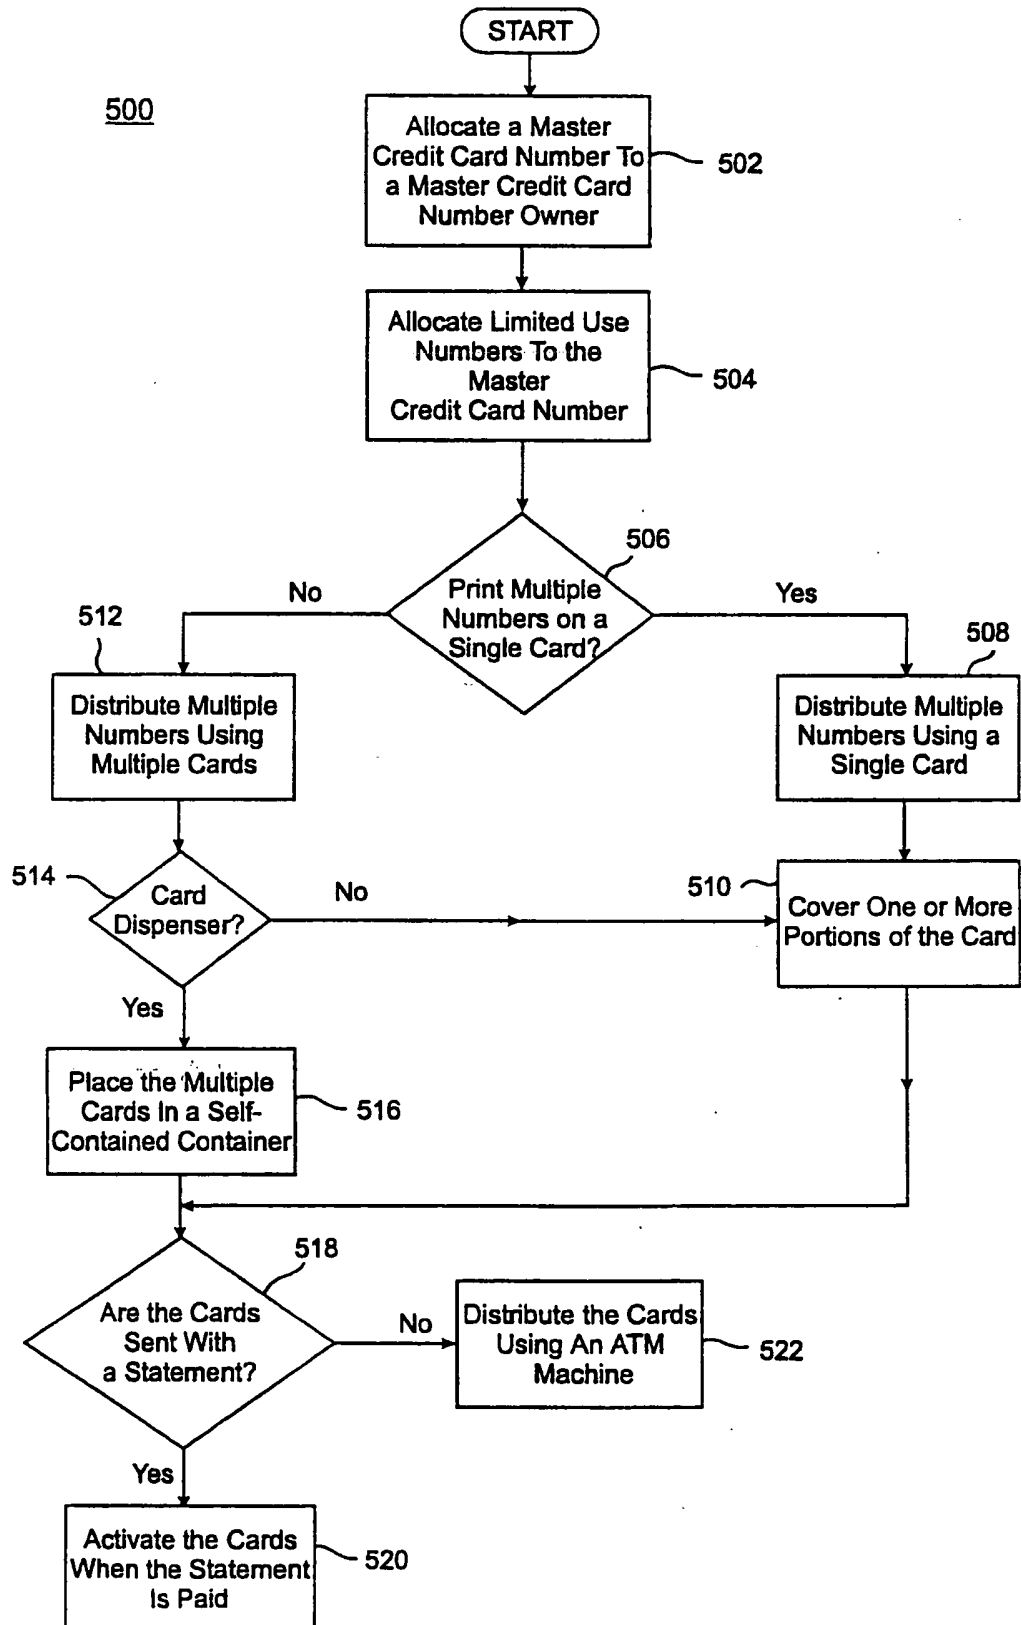 START
500
Allocate a Master
Credit Card Number To
a Master Credit Card
Number Owner
502
Allocate Limited Use
Numbers To the
Master
Credit Card Number
504
506
Print Multiple
Numbers on a
Single Card?
No
Yes
512
508
Distribute Multiple
Numbers Using
Multiple Cards
Distribute Multiple
Numbers Using a
Single Card
514
Card
Dispenser?
No
510
Cover One or More
Portions of the Card
Yes
Place the Multiple
Cards In a Self-
Contained Container
516
518
Are the Cards
Sent With
a Statement?
No
Distribute the Cards
Using An ATM
Machine
522
Yes
Activate the Cards
When the Statement
Is Paid
520